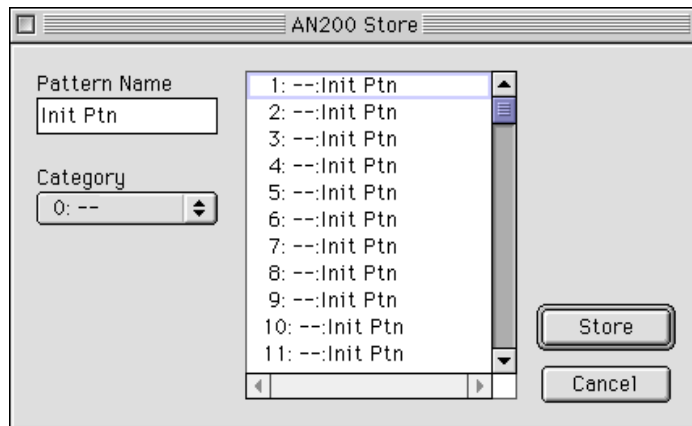 AN200 Store
Pattern Name
Init Ptn
Category
0: --
1: --:Init Ptn
2: --:Init Ptn
3: --:Init Ptn
4: --:Init Ptn
5: --:Init Ptn
6: --:Init Ptn
7: --:Init Ptn
8: --:Init Ptn
9: --:Init Ptn
10: --:Init Ptn
11: --:Init Ptn
Store
Cancel